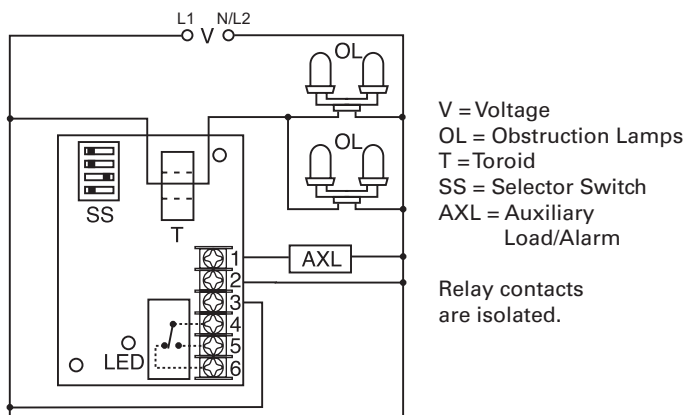 L1 V N/L2
OL
OL
SS
T
1
AXL
2
3
4
5
6
LED
V = Voltage
OL = Obstruction Lamps
T = Toroid
SS = Selector Switch
AXL = Auxiliary
Load/Alarm
Relay contacts
are isolated.